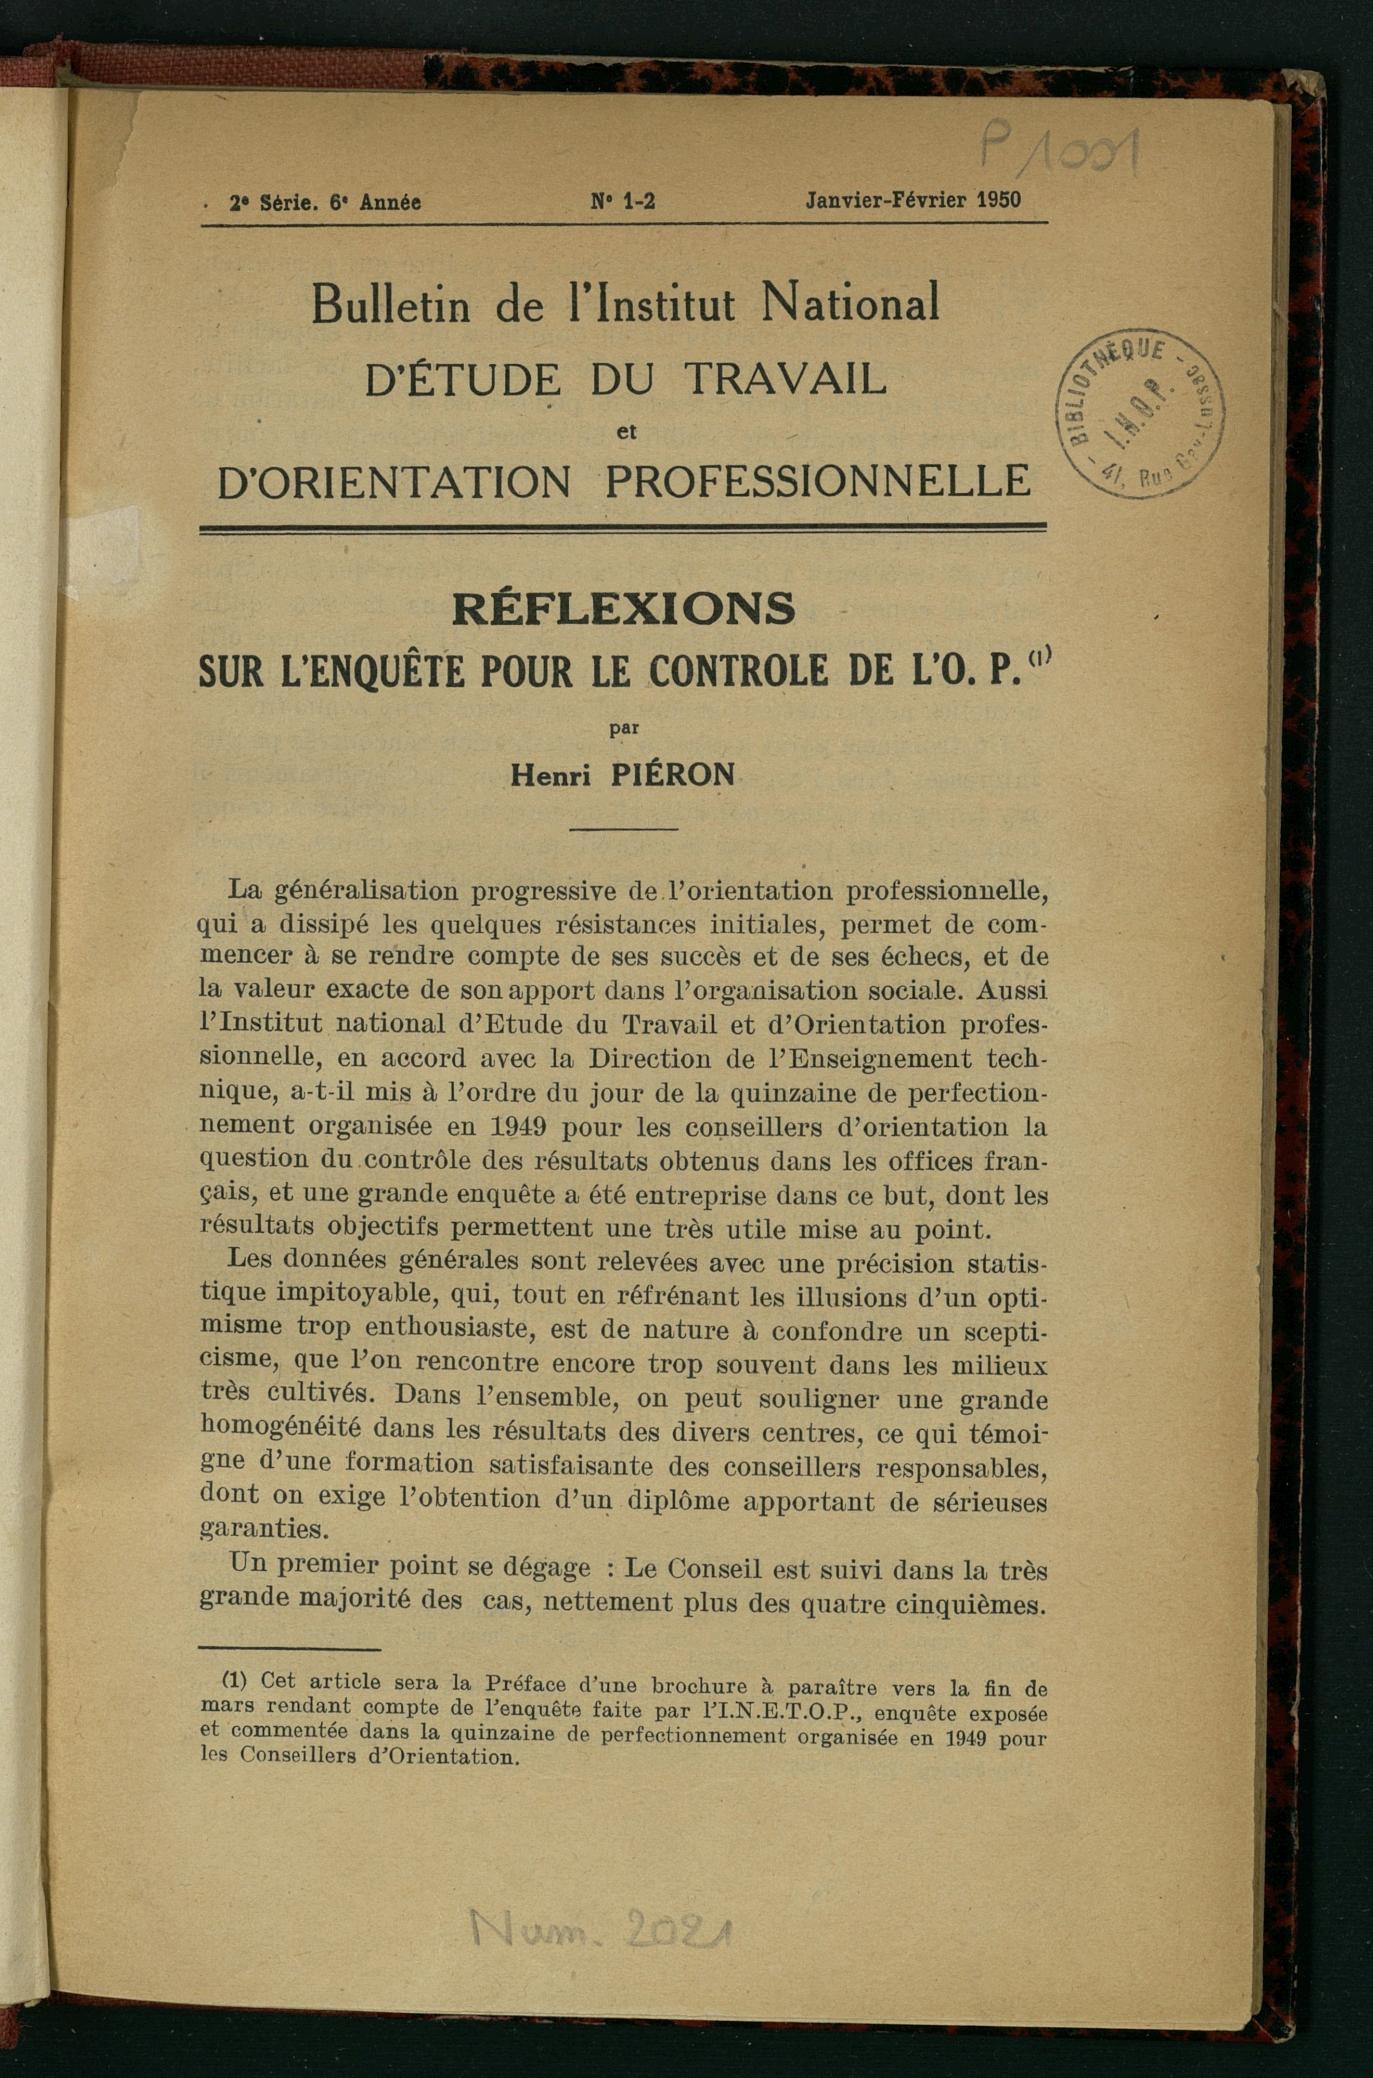 P 1001
2e Série. 6e Année N° 1-2 Janvier-Février 1950
Bulletin de l'Institut National
D'ÉTUDE DU TRAVAIL
et
D'ORIENTATION PROFESSIONNELLE
BIBLIOTHÈQUE - 41, Rue Gay-Lussac -
I.N.O.P.
RÉFLEXIONS
SUR L'ENQUÊTE POUR LE CONTROLE DE L'O. P. (1)
par
Henri PIÉRON
La généralisation progressive de l'orientation professionnelle,
qui a dissipé les quelques résistances initiales, permet de com-
mencer à se rendre compte de ses succès et de ses échecs, et de
la valeur exacte de son apport dans l'organisation sociale. Aussi
l'Institut national d'Etude du Travail et d'Orientation profes-
sionnelle, en accord avec la Direction de l'Enseignement tech-
nique, a-t-il mis à l'ordre du jour de la quinzaine de perfection-
nement organisée en 1949 pour les conseillers d'orientation la
question du contrôle des résultats obtenus dans les offices fran-
çais, et une grande enquête a été entreprise dans ce but, dont les
résultats objectifs permettent une très utile mise au point.
Les données générales sont relevées avec une précision statis-
tique impitoyable, qui, tout en réfrénant les illusions d'un opti-
misme trop enthousiaste, est de nature à confondre un scepti-
cisme, que l'on rencontre encore trop souvent dans les milieux
très cultivés. Dans l'ensemble, on peut souligner une grande
homogénéité dans les résultats des divers centres, ce qui témoi-
gne d'une formation satisfaisante des conseillers responsables,
dont on exige l'obtention d'un diplôme apportant de sérieuses
garanties.
Un premier point se dégage : Le Conseil est suivi dans la très
grande majorité des cas, nettement plus des quatre cinquièmes.
(1) Cet article sera la Préface d'une brochure à paraître vers la fin de
mars rendant compte de l'enquête faite par l'I.N.E.T.O.P., enquête exposée
et commentée dans la quinzaine de perfectionnement organisée en 1949 pour
les Conseillers d'Orientation.
Num. 2021